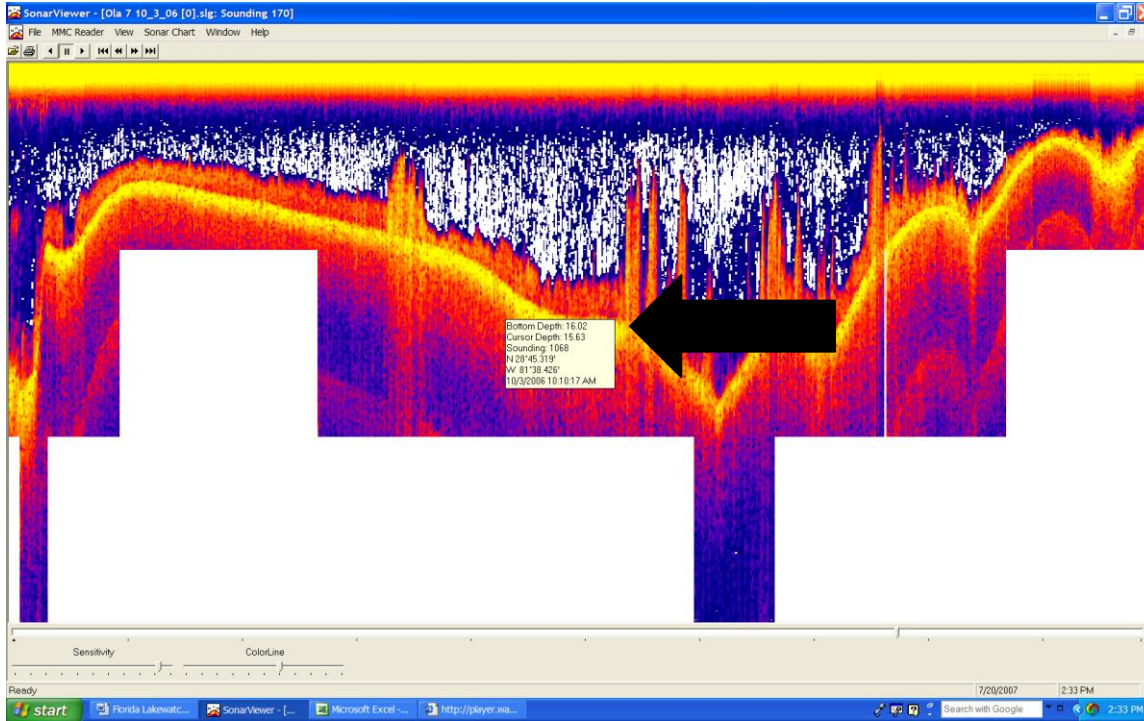 SonarViewer - [Ola 7 10_3_06 [0].slg: Sounding 170]
File MMC Reader View Sonar Chart Window Help
Bottom Depth: 16.02
Cursor Depth: 15.63
Sounding: 1068
N 28°45.319'
W 81°38.426'
10/3/2006 10:10:17 AM
Sensitivity ColorLine
Ready 7/20/2007 2:33 PM
start Florida Lakewatc... SonarViewer - [... Microsoft Excel -... http://player.wa... Search with Google 2:33 PM